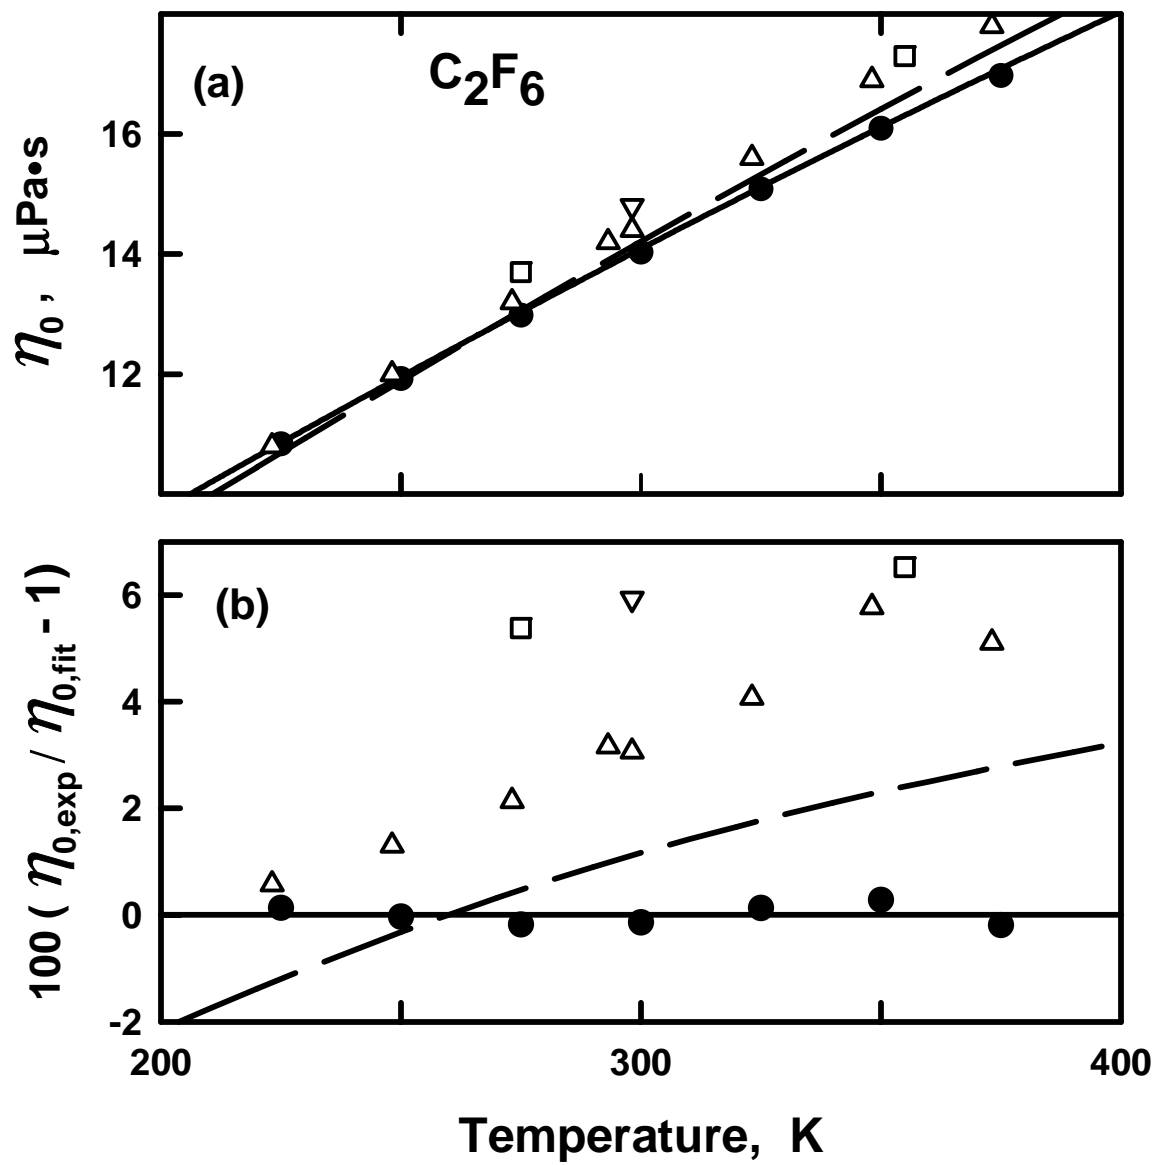 (a)
C₂F₆
16
14
12
η₀ , μPa•s
(b)
6
4
2
0
-2
100 ( η₀,exp / η₀,fit - 1)
200 300 400
Temperature, K